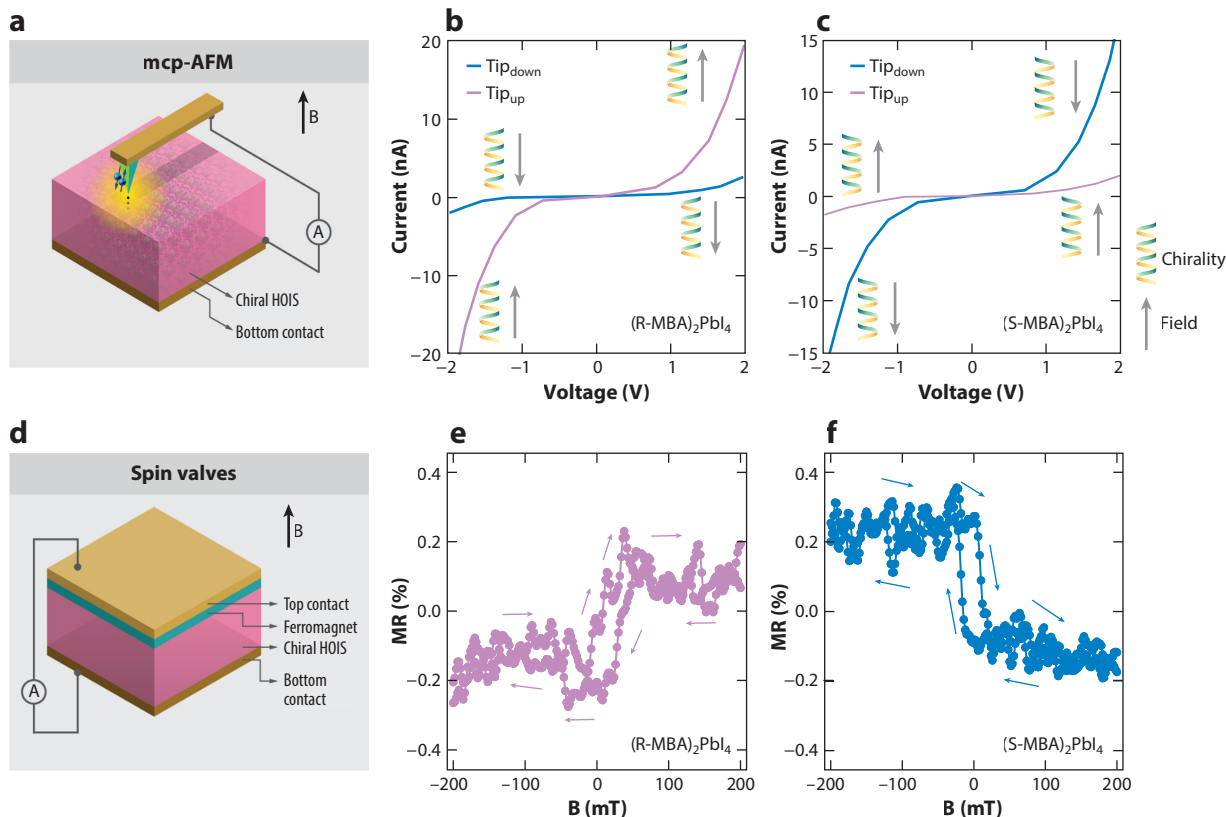 a
mcp-AFM
B
A
Chiral HOIS
Bottom contact
b
20
10
0
−10
−20
Current (nA)
Tipdown
Tipup
(R-MBA)2PbI4
−2
−1
0
1
2
Voltage (V)
c
15
10
5
0
−5
−10
−15
Current (nA)
Tipdown
Tipup
(S-MBA)2PbI4
−2
−1
0
1
2
Voltage (V)
Chirality
Field
d
Spin valves
B
A
Top contact
Ferromagnet
Chiral HOIS
Bottom
contact
e
0.4
0.2
0.0
−0.2
−0.4
MR (%)
(R-MBA)2PbI4
−200
−100
0
100
200
B (mT)
f
0.4
0.2
0.0
−0.2
−0.4
MR (%)
(S-MBA)2PbI4
−200
−100
0
100
200
B (mT)